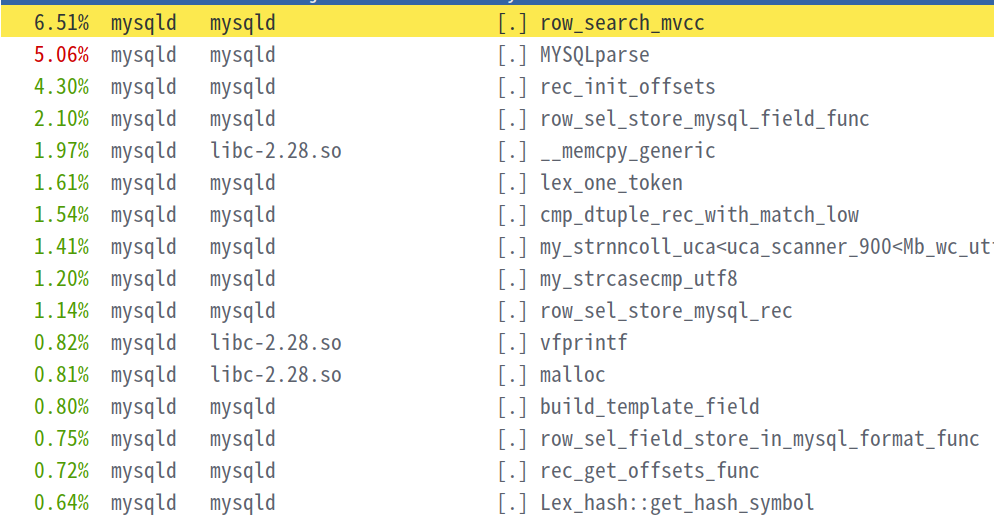 6.51% mysqld mysqld [.] row_search_mvcc
5.06% mysqld mysqld [.] MYSQLparse
4.30% mysqld mysqld [.] rec_init_offsets
2.10% mysqld mysqld [.] row_sel_store_mysql_field_func
1.97% mysqld libc-2.28.so [.] __memcpy_generic
1.61% mysqld mysqld [.] lex_one_token
1.54% mysqld mysqld [.] cmp_dtuple_rec_with_match_low
1.41% mysqld mysqld [.] my_strnncoll_uca<uca_scanner_900<Mb_wc_utf
1.20% mysqld mysqld [.] my_strcasecmp_utf8
1.14% mysqld mysqld [.] row_sel_store_mysql_rec
0.82% mysqld libc-2.28.so [.] vfprintf
0.81% mysqld libc-2.28.so [.] malloc
0.80% mysqld mysqld [.] build_template_field
0.75% mysqld mysqld [.] row_sel_field_store_in_mysql_format_func
0.72% mysqld mysqld [.] rec_get_offsets_func
0.64% mysqld mysqld [.] Lex_hash::get_hash_symbol